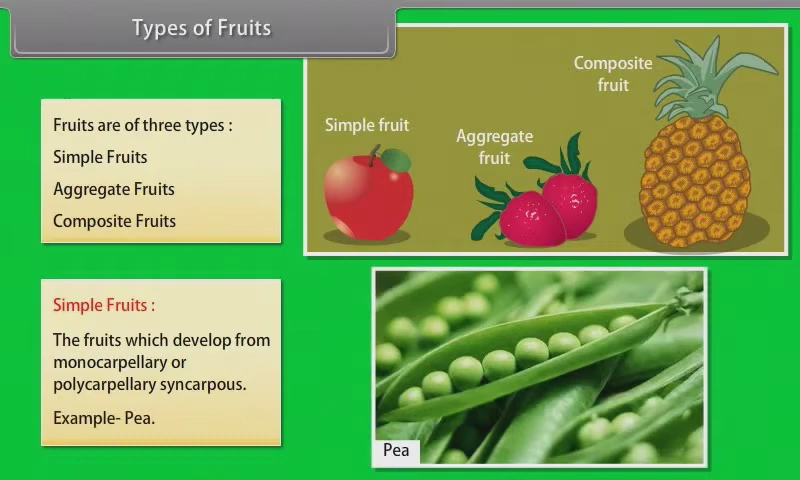 Types of Fruits
Fruits are of three types :
Simple Fruits
Aggregate Fruits
Composite Fruits
Simple fruit
Aggregate
fruit
Composite
fruit
Simple Fruits :
The fruits which develop from
monocarpellary or
polycarpellary syncarpous.
Example- Pea.
Pea